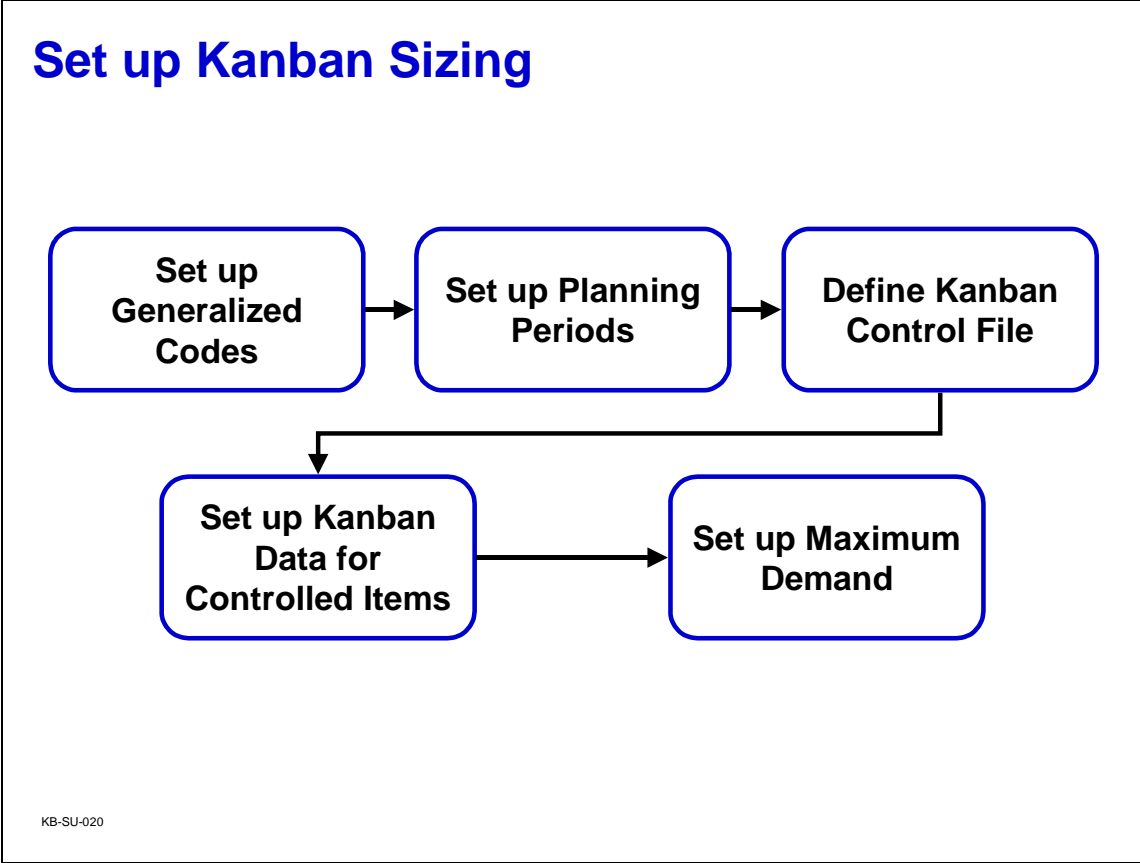 Set up Kanban Sizing
Set up
Generalized
Codes
Set up Planning
Periods
Define Kanban
Control File
Set up Kanban
Data for
Controlled Items
Set up Maximum
Demand
KB-SU-020